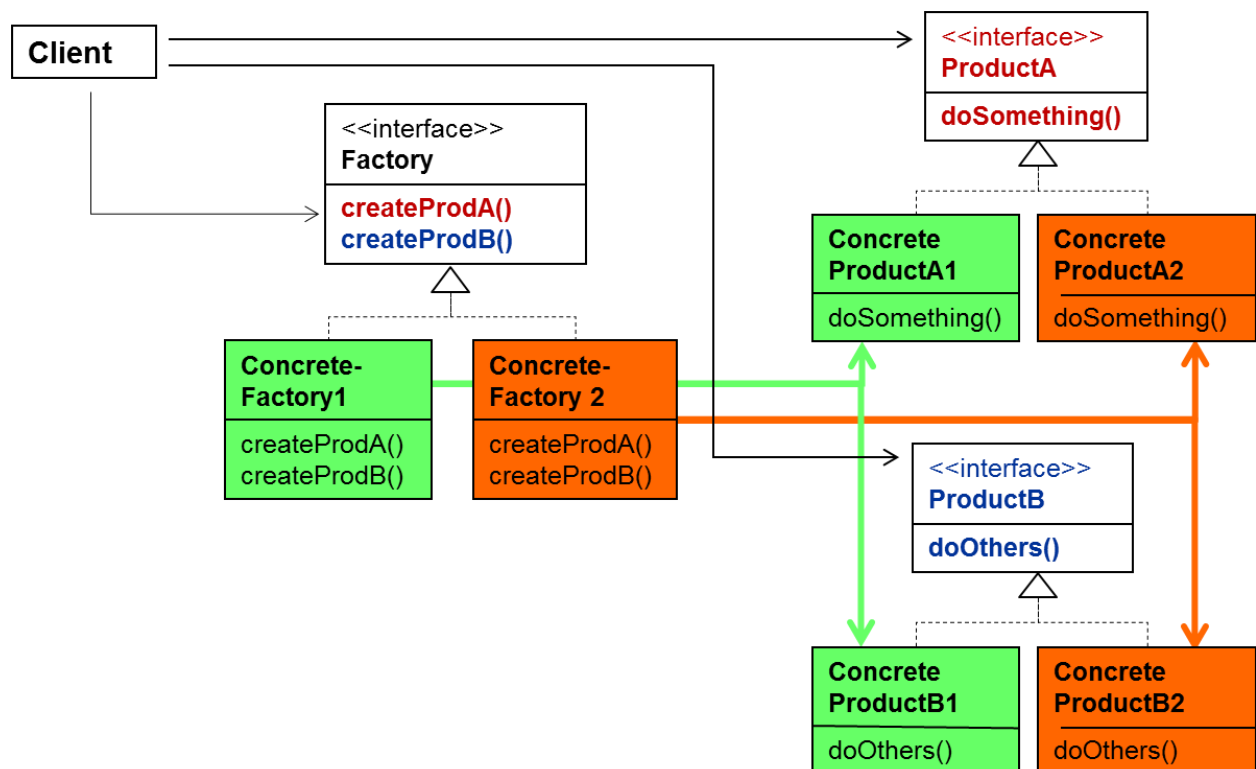 Client
<<interface>>
ProductA
doSomething()
<<interface>>
Factory
createProdA()
createProdB()
Concrete
ProductA1
doSomething()
Concrete
ProductA2
doSomething()
Concrete-
Factory1
createProdA()
createProdB()
Concrete-
Factory 2
createProdA()
createProdB()
<<interface>>
ProductB
doOthers()
Concrete
ProductB1
doOthers()
Concrete
ProductB2
doOthers()